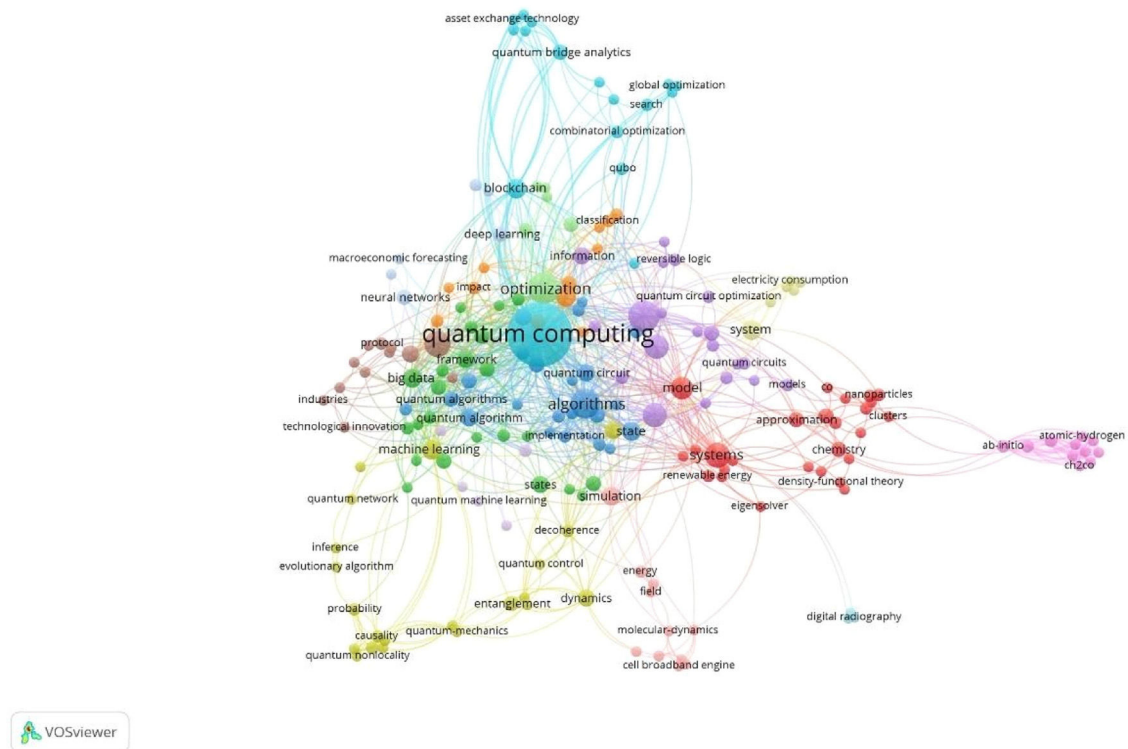 asset exchange technology
quantum bridge analytics
global optimization
search
combinatorial optimization
qubo
blockchain
classification
deep learning
information
reversible logic
macroeconomic forecasting
electricity consumption
impact
optimization
neural networks
quantum circuit optimization
quantum computing
system
protocol
framework
quantum circuits
quantum circuit
big data
model
models
co
nanoparticles
industries
quantum algorithms
algorithms
clusters
quantum algorithm
approximation
technological innovation
implementation
state
atomic-hydrogen
ab-initio
machine learning
chemistry
systems
ch2co
renewable energy
density-functional theory
states
quantum network
quantum machine learning
simulation
eigensolver
decoherence
inference
quantum control
evolutionary algorithm
energy
field
probability
entanglement
dynamics
digital radiography
causality
quantum-mechanics
molecular-dynamics
quantum nonlocality
cell broadband engine
VOSviewer